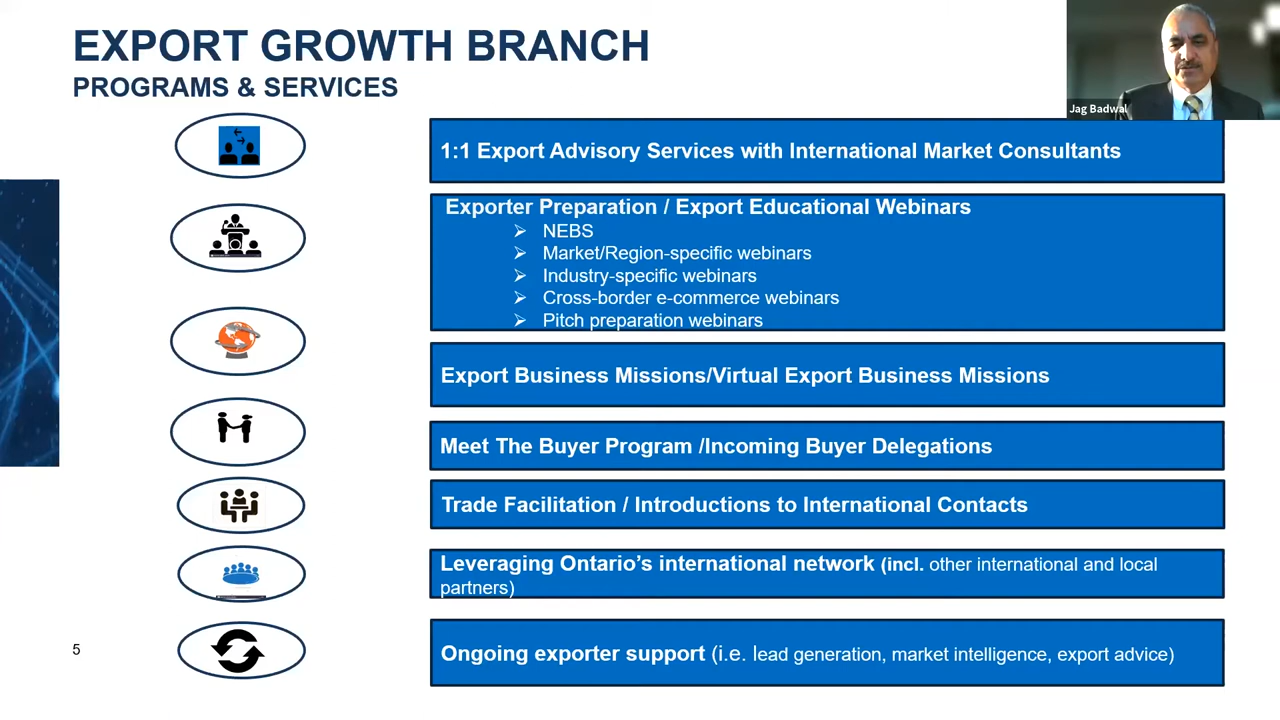 EXPORT GROWTH BRANCH
PROGRAMS & SERVICES
Jag Badwal
1:1 Export Advisory Services with International Market Consultants
Exporter Preparation / Export Educational Webinars
➢ NEBS
➢ Market/Region-specific webinars
➢ Industry-specific webinars
➢ Cross-border e-commerce webinars
➢ Pitch preparation webinars
Export Business Missions/Virtual Export Business Missions
Meet The Buyer Program /Incoming Buyer Delegations
Trade Facilitation / Introductions to International Contacts
Leveraging Ontario’s international network (incl. other international and local
partners)
Ongoing exporter support (i.e. lead generation, market intelligence, export advice)
5